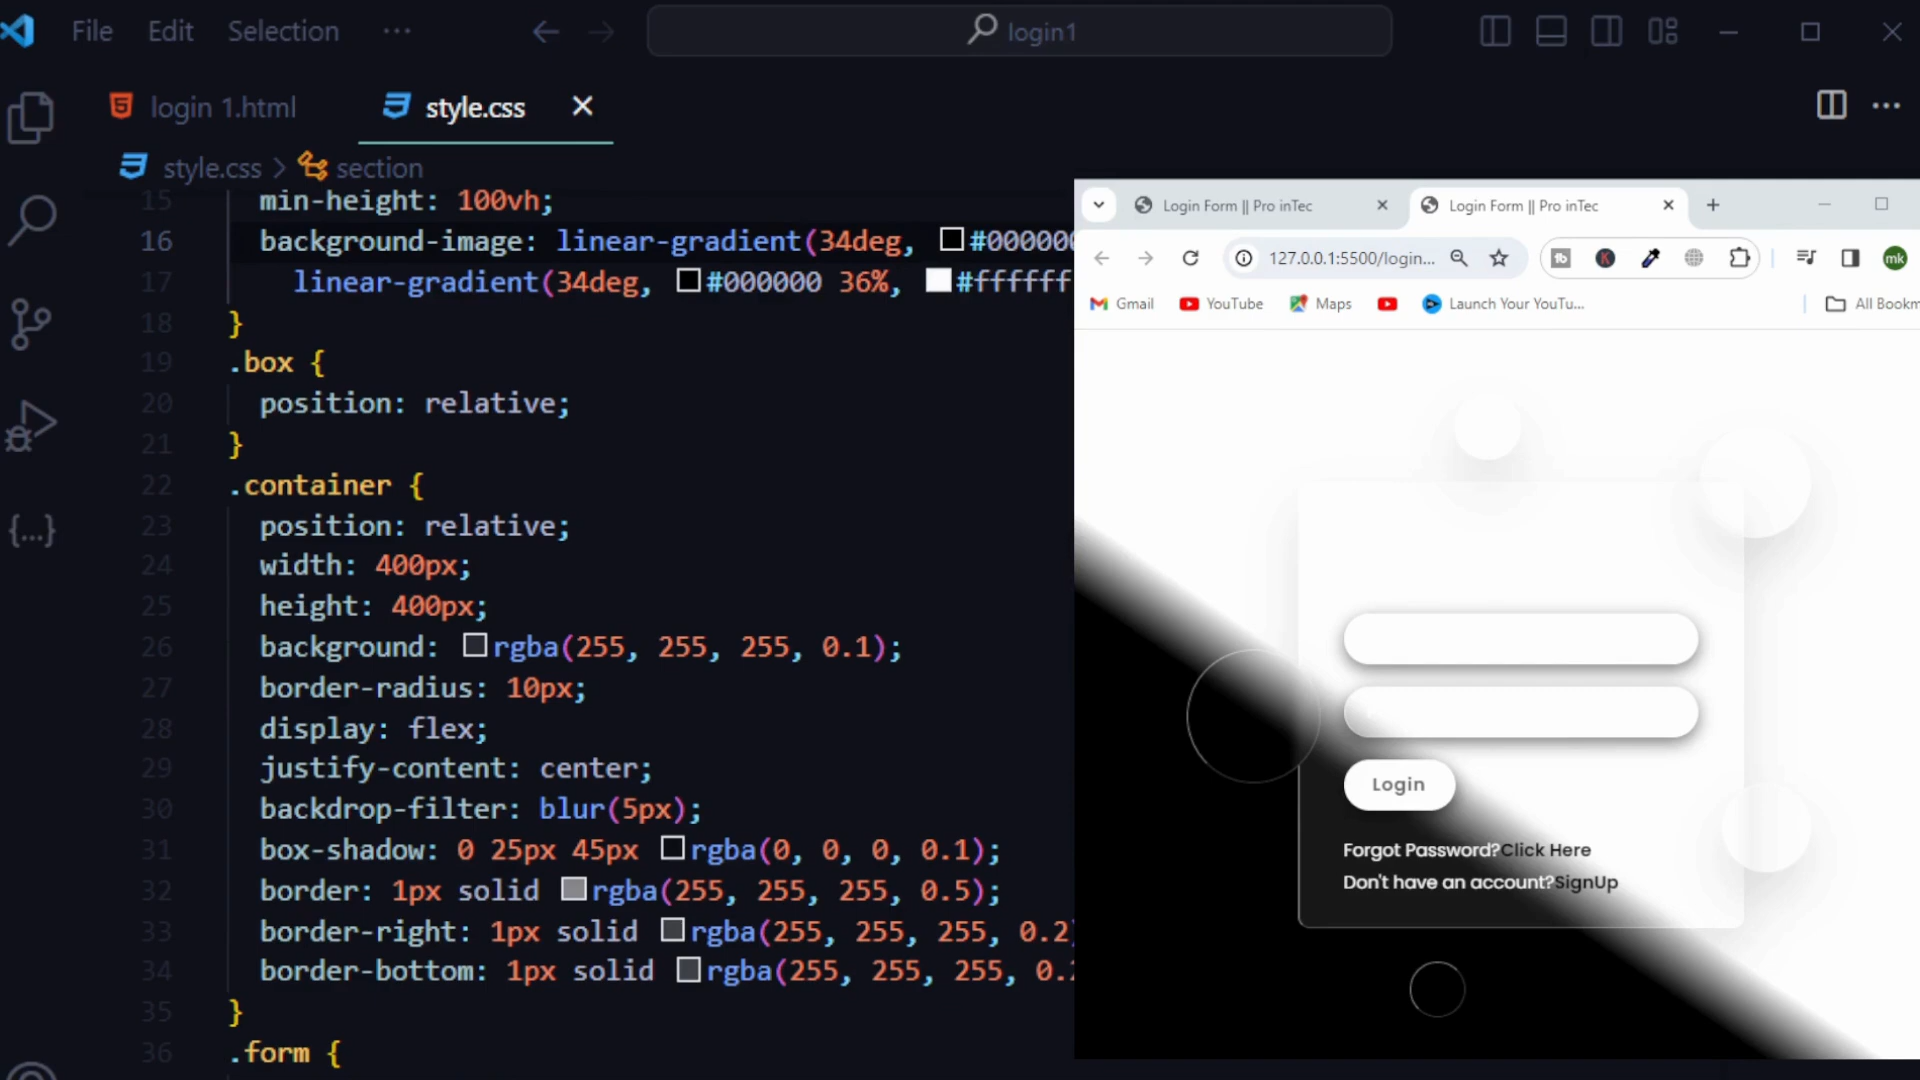 File Edit Selection ··· login1
login 1.html style.css
style.css > section
15 min-height: 100vh;
16 background-image: linear-gradient(34deg, #000000
17 linear-gradient(34deg, #000000 36%, #ffffff
18 }
19 .box {
20 position: relative;
21 }
22 .container {
23 position: relative;
24 width: 400px;
25 height: 400px;
26 background: rgba(255, 255, 255, 0.1);
27 border-radius: 10px;
28 display: flex;
29 justify-content: center;
30 backdrop-filter: blur(5px);
31 box-shadow: 0 25px 45px rgba(0, 0, 0, 0.1);
32 border: 1px solid rgba(255, 255, 255, 0.5);
33 border-right: 1px solid rgba(255, 255, 255, 0.2)
34 border-bottom: 1px solid rgba(255, 255, 255, 0.2
35 }
36 .form {
Login Form || Pro inTec Login Form || Pro inTec
127.0.0.1:5500/login... mk
Gmail YouTube Maps Launch Your YouTu... All Bookm
Login
Forgot Password?Click Here
Don't have an account?SignUp